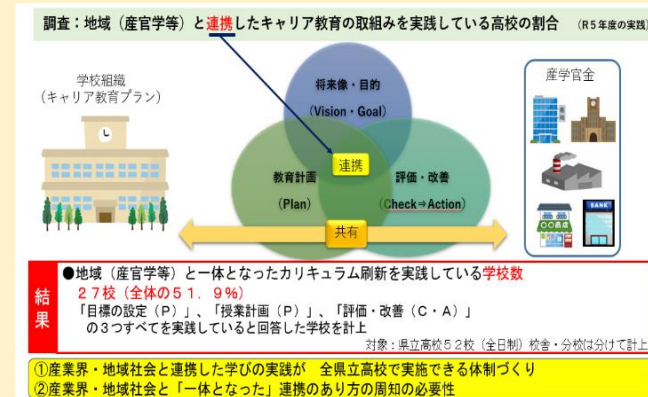 調査：地域（産官学等）と連携したキャリア教育の取組みを実践している高校の割合 （R５年度の実践）
学校組織
（キャリア教育プラン）
将来像・目的
（Vision・Goal）
産学官金
連携
教育計画
（Plan）
評価・改善
（Check⇒Action）
共有
BANK
結果
●地域（産官学等）と一体となったカリキュラム刷新を実践している学校数
２７校（全体の５１．９％）
「目標の設定（P）」、「授業計画（P）」、「評価・改善（C・A）」
の３つすべてを実践していると回答した学校を計上
対象：県立高校５２校（全日制）校舎・分校は分けて計上
①産業界・地域社会と連携した学びの実践が　全県立高校で実施できる体制づくり
②産業界・地域社会と「一体となった」連携のあり方の周知の必要性